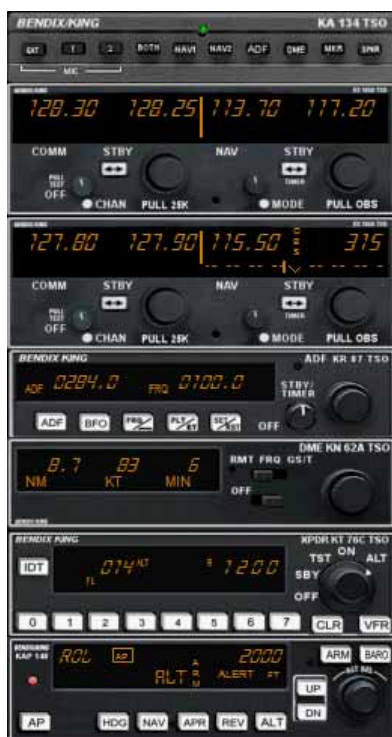 BENDIX/KING KA 134 TSO
EXT 1 2 BOTH NAV1 NAV2 ADF DME MKR SPKR
MIC
128.30 128.25 113.70 117.20
COMM STBY NAV STBY
PULL TEST TIMER
OFF
CHAN PULL 25K MODE PULL OBS
127.80 127.90 115.50 OBS 315
COMM STBY NAV STBY
PULL TEST TIMER
OFF
CHAN PULL 25K MODE PULL OBS
BENDIX KING ADF KR 87 TSO
ADF 0284.0 FRQ 0100.0 STBY/
TIMER
ADF BFO OFF
DME KN 62A TSO
8.7 83 6 RMT FRQ GS/T
NM KT MIN OFF
BENDIX KING XPDR KT 76C TSO
IDT FL 014 ALT R 1200 TST ON ALT
SBY
OFF
0 1 2 3 4 5 6 7 CLR VFR
KAP 140 ROL AP 2000 ARM BARO
ALT ARM ALERT FT UP
DN
AP HDG NAV APR REV ALT